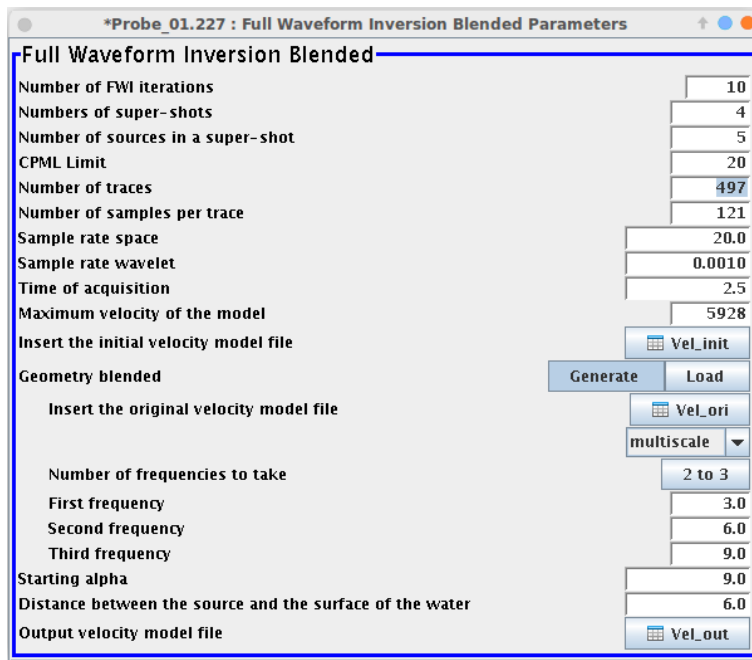 *Probe_01.227 : Full Waveform Inversion Blended Parameters
Full Waveform Inversion Blended
Number of FWI iterations 10
Numbers of super-shots 4
Number of sources in a super-shot 5
CPML Limit 20
Number of traces 497
Number of samples per trace 121
Sample rate space 20.0
Sample rate wavelet 0.0010
Time of acquisition 2.5
Maximum velocity of the model 5928
Insert the initial velocity model file Vel_init
Geometry blended Generate Load
Insert the original velocity model file Vel_ori
multiscale
Number of frequencies to take 2 to 3
First frequency 3.0
Second frequency 6.0
Third frequency 9.0
Starting alpha 9.0
Distance between the source and the surface of the water 6.0
Output velocity model file Vel_out